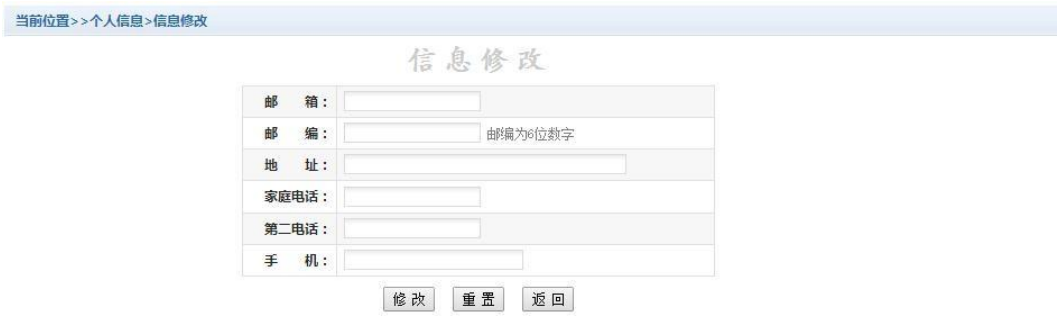 当前位置>>个人信息>信息修改
信息修改
邮 箱：
邮 编： 邮编为6位数字
地 址：
家庭电话：
第二电话：
手 机：
修 改 重 置 返 回